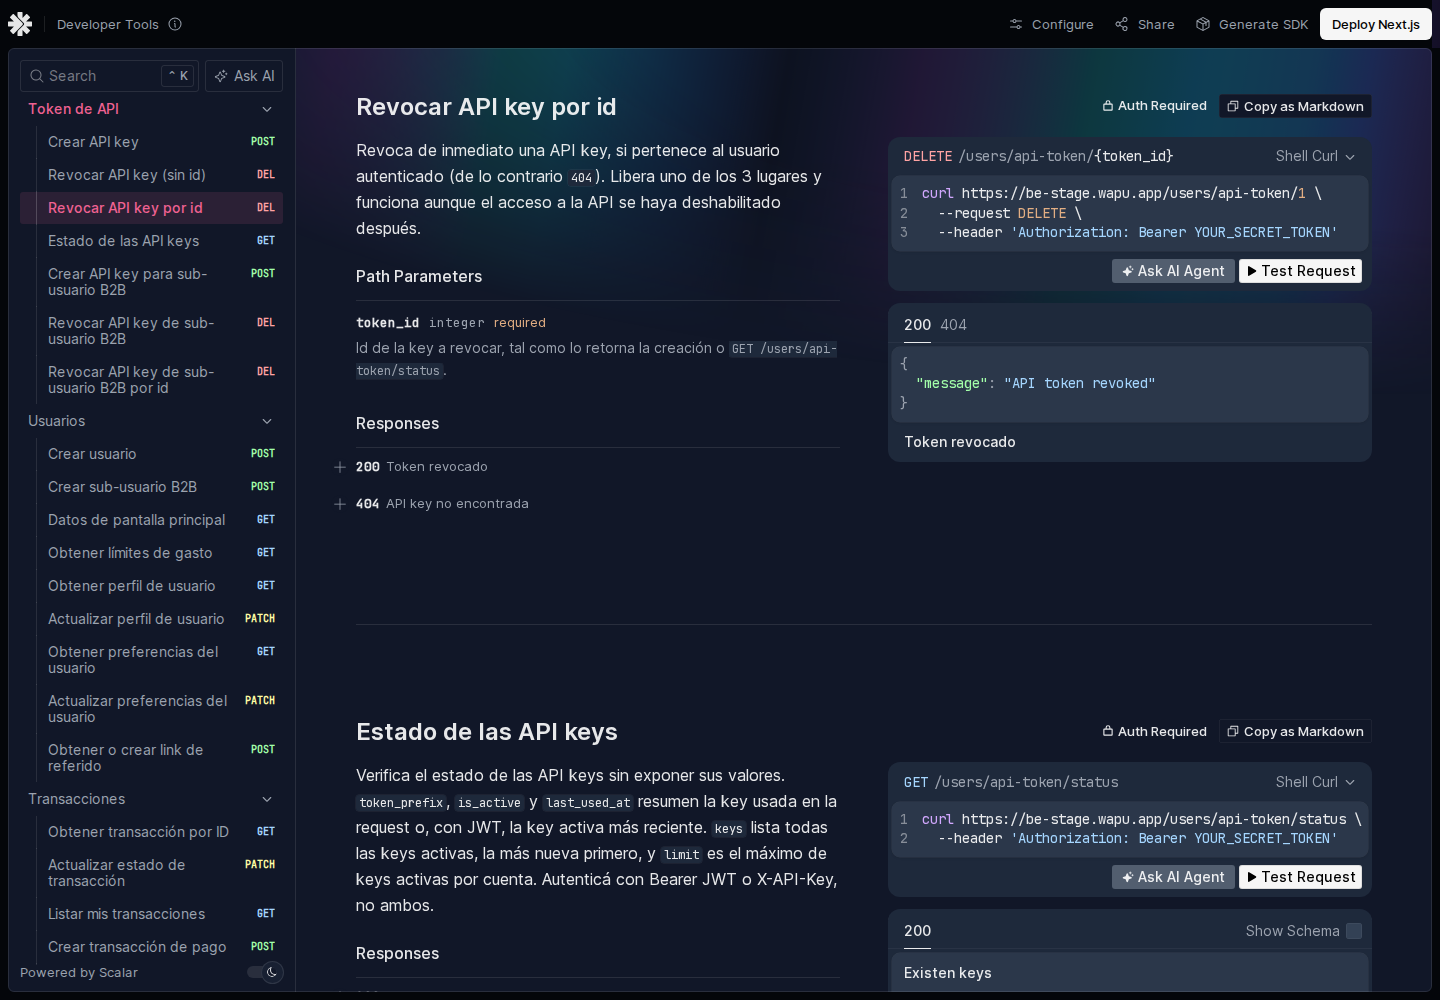 Developer Tools
Configure
Share
Generate SDK
Deploy Next.js
Search
⌃ K
Ask AI
Token de API
Crear API key POST
Revocar API key (sin id) DEL
Revocar API key por id DEL
Estado de las API keys GET
Crear API key para sub- POST
usuario B2B
Revocar API key de sub- DEL
usuario B2B
Revocar API key de sub- DEL
usuario B2B por id
Usuarios
Crear usuario POST
Crear sub-usuario B2B POST
Datos de pantalla principal GET
Obtener límites de gasto GET
Obtener perfil de usuario GET
Actualizar perfil de usuario PATCH
Obtener preferencias del GET
usuario
Actualizar preferencias del PATCH
usuario
Obtener o crear link de POST
referido
Transacciones
Obtener transacción por ID GET
Actualizar estado de PATCH
transacción
Listar mis transacciones GET
Crear transacción de pago POST
Powered by Scalar
Revocar API key por id
Auth Required
Copy as Markdown
Revoca de inmediato una API key, si pertenece al usuario
autenticado (de lo contrario 404). Libera uno de los 3 lugares y
funciona aunque el acceso a la API se haya deshabilitado
después.
Path Parameters
token_id integer required
Id de la key a revocar, tal como lo retorna la creación o GET /users/api-
token/status.
Responses
200 Token revocado
404 API key no encontrada
DELETE /users/api-token/{token_id}
Shell Curl
1 curl https://be-stage.wapu.app/users/api-token/1 \
2 --request DELETE \
3 --header 'Authorization: Bearer YOUR_SECRET_TOKEN'
Ask AI Agent
Test Request
200 404
{
"message": "API token revoked"
}
Token revocado
Estado de las API keys
Auth Required
Copy as Markdown
Verifica el estado de las API keys sin exponer sus valores.
token_prefix, is_active y last_used_at resumen la key usada en la
request o, con JWT, la key activa más reciente. keys lista todas
las keys activas, la más nueva primero, y limit es el máximo de
keys activas por cuenta. Autenticá con Bearer JWT o X-API-Key,
no ambos.
Responses
GET /users/api-token/status
Shell Curl
1 curl https://be-stage.wapu.app/users/api-token/status \
2 --header 'Authorization: Bearer YOUR_SECRET_TOKEN'
Ask AI Agent
Test Request
200
Show Schema
Existen keys